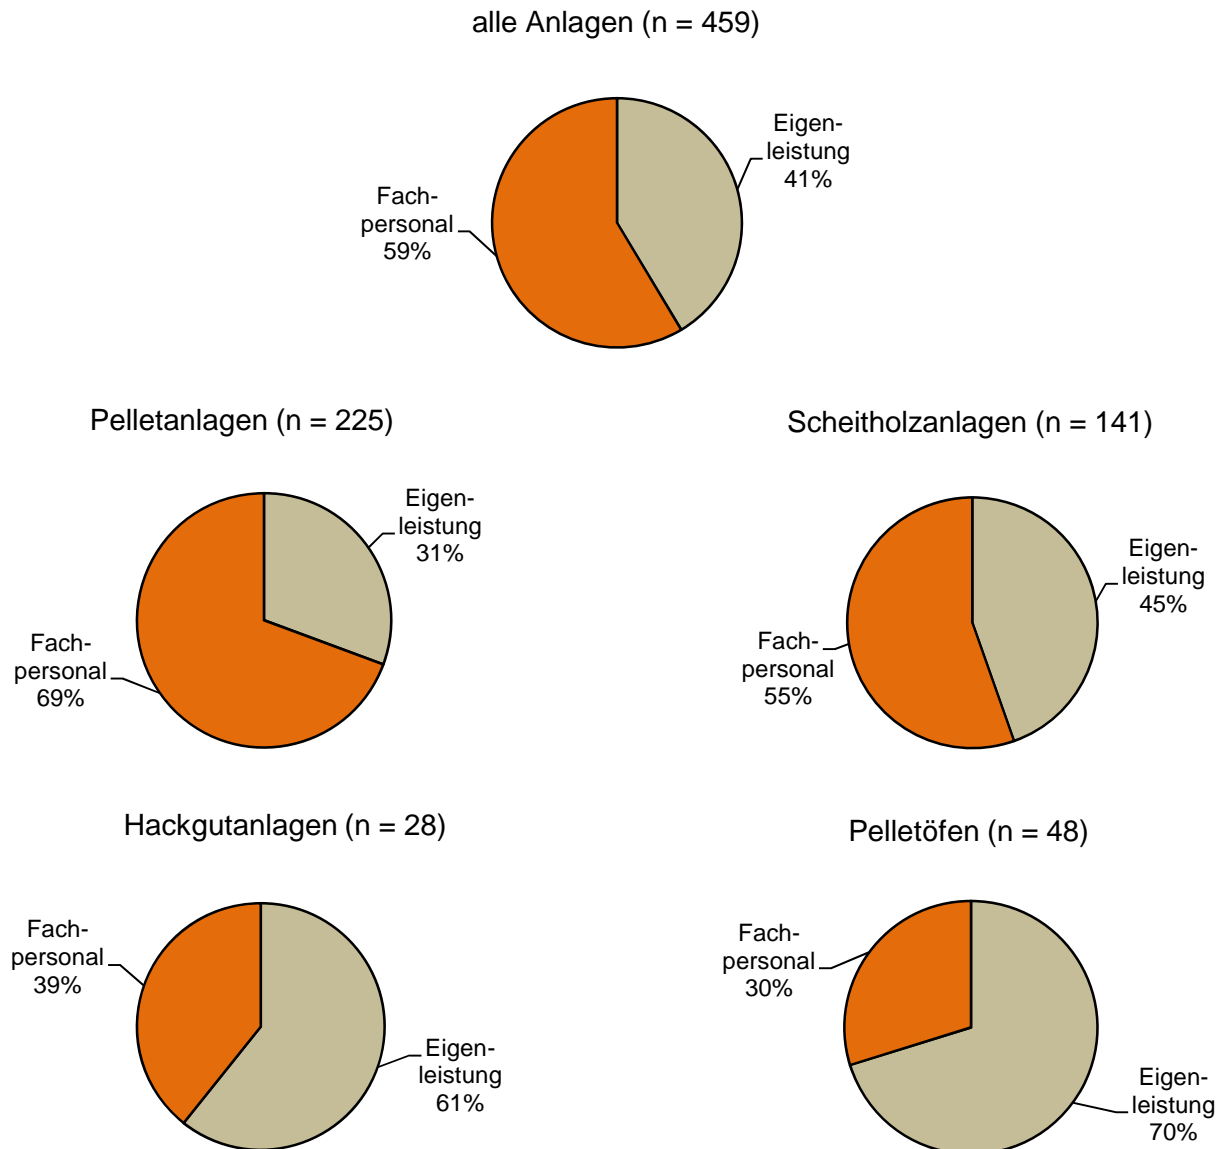 alle Anlagen (n = 459)
Eigen-
leistung
41%
Fach-
personal
59%
Pelletanlagen (n = 225)
Eigen-
leistung
31%
Fach-
personal
69%
Scheitholzanlagen (n = 141)
Eigen-
leistung
45%
Fach-
personal
55%
Hackgutanlagen (n = 28)
Fach-
personal
39%
Eigen-
leistung
61%
Pelletöfen (n = 48)
Fach-
personal
30%
Eigen-
leistung
70%